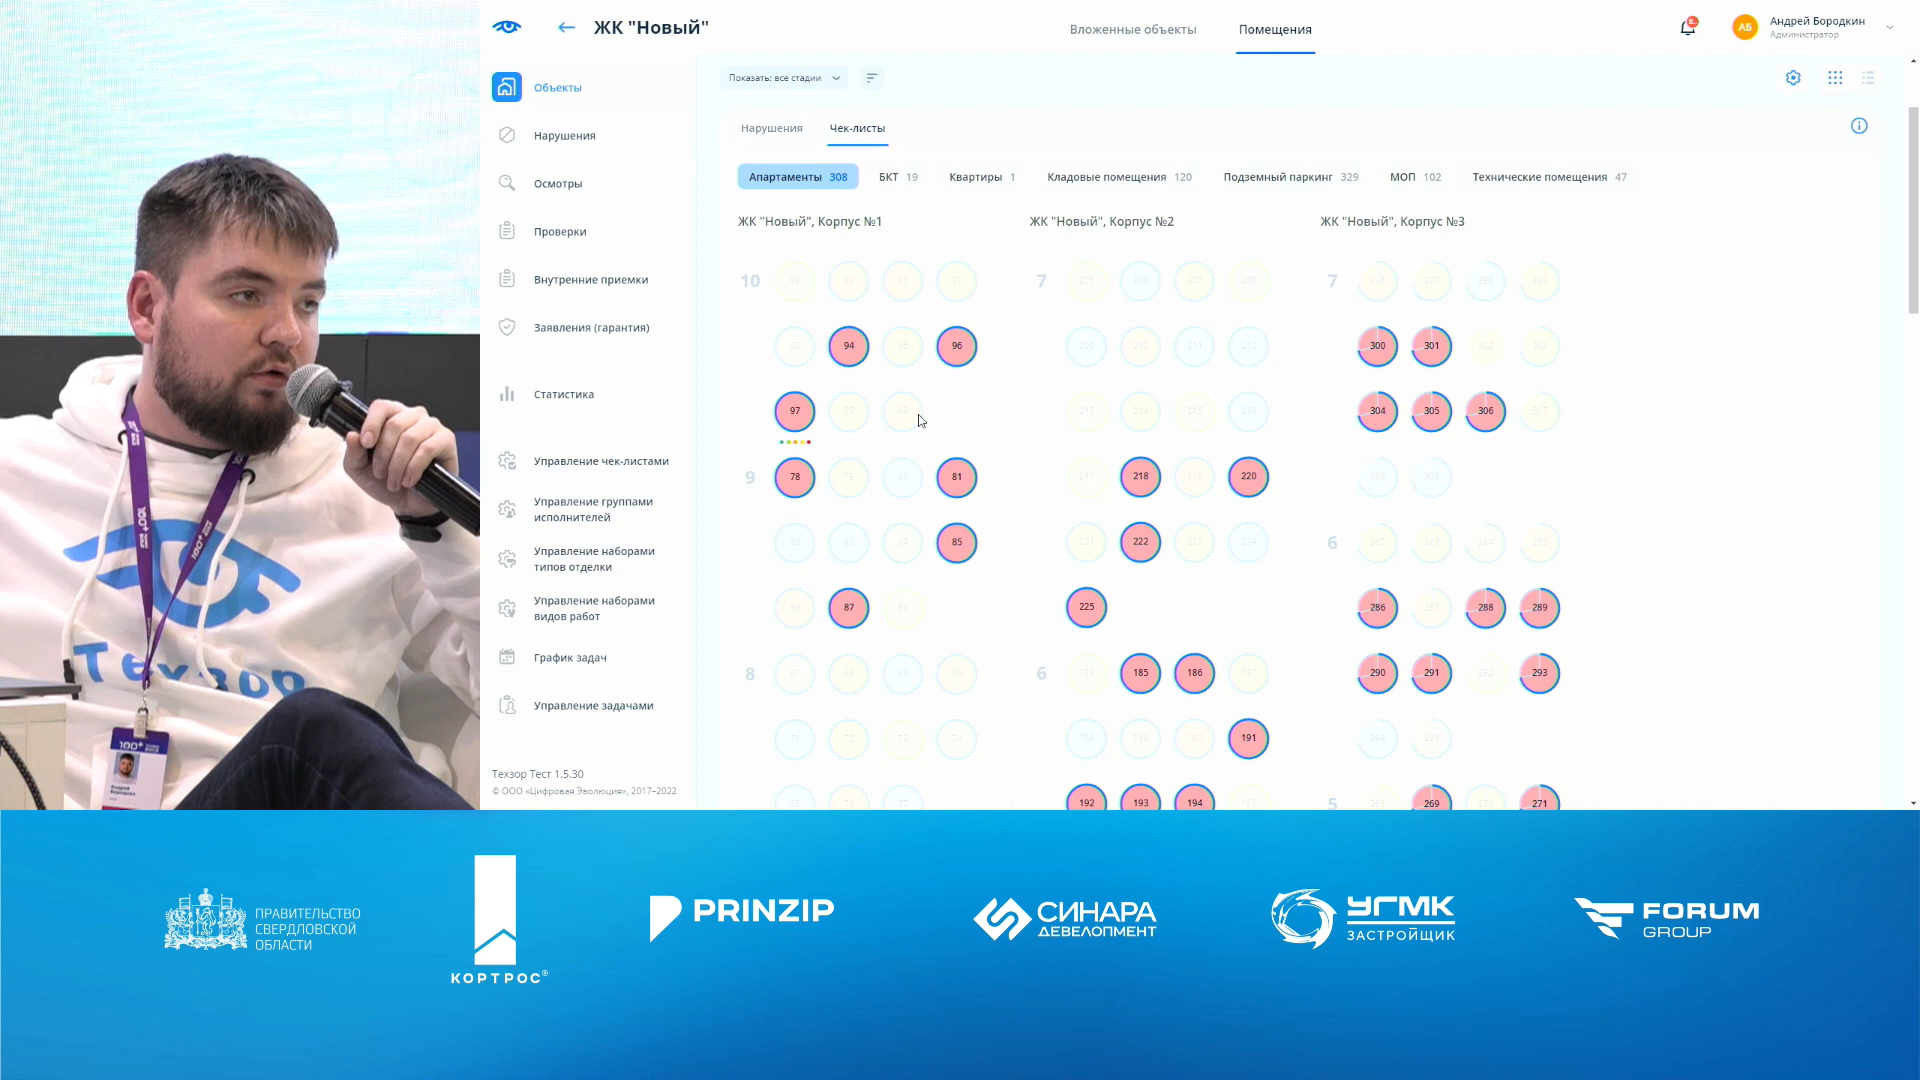 ЖК "Новый"
Вложенные объекты
Помещения
АБ
Андрей Бородкин
Администратор
Объекты
Нарушения
Осмотры
Проверки
Внутренние приемки
Заявления (гарантия)
Статистика
Управление чек-листами
Управление группами
исполнителей
Управление наборами
типов отделки
Управление наборами
видов работ
График задач
Управление задачами
Техзор Тест 1.5.30
© ООО «Цифровая Эволюция», 2017–2022
Показать: все стадии
Нарушения
Чек-листы
Апартаменты 308
БКТ 19
Квартиры 1
Кладовые помещения 120
Подземный паркинг 329
МОП 102
Технические помещения 47
ЖК "Новый", Корпус №1
10
94 96
97
9 78 81
85
87
8
ЖК "Новый", Корпус №2
7
218 220
222
225
6 185 186
191
192 193 194
ЖК "Новый", Корпус №3
7
300 301
304 305 306
6
286 288 289
290 291 293
5 269 271
Техзор
100+
Андрей
Бородкин
ПРАВИТЕЛЬСТВО
СВЕРДЛОВСКОЙ
ОБЛАСТИ
КОРТРОС®
PRINZIP
СИНАРА
ДЕВЕЛОПМЕНТ
УГМК
ЗАСТРОЙЩИК
FORUM
GROUP